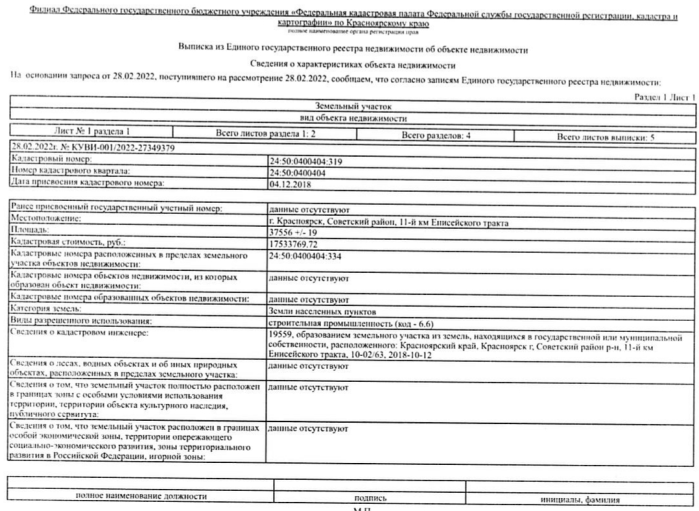 Филиал Федерального государственного бюджетного учреждения «Федеральная кадастровая палата Федеральной службы государственной регистрации, кадастра и
картографии» по Красноярскому краю
полное наименование органа регистрации прав
Выписка из Единого государственного реестра недвижимости об объекте недвижимости
Сведения о характеристиках объекта недвижимости
На основании запроса от 28.02.2022, поступившего на рассмотрение 28.02.2022, сообщаем, что согласно записям Единого государственного реестра недвижимости:
Раздел 1 Лист 1
Земельный участок
вид объекта недвижимости
Лист № 1 раздела 1 Всего листов раздела 1: 2 Всего разделов: 4 Всего листов выписки: 5
28.02.2022г. № КУВИ-001/2022-27349379
Кадастровый номер: 24:50:0400404:319
Номер кадастрового квартала: 24:50:0400404
Дата присвоения кадастрового номера: 04.12.2018
Ранее присвоенный государственный учетный номер: данные отсутствуют
Местоположение: г. Красноярск, Советский район, 11-й км Енисейского тракта
Площадь: 37556 +/- 19
Кадастровая стоимость, руб.: 17533769.72
Кадастровые номера расположенных в пределах земельного 24:50:0400404:334
участка объектов недвижимости:
Кадастровые номера объектов недвижимости, из которых данные отсутствуют
образован объект недвижимости:
Кадастровые номера образованных объектов недвижимости: данные отсутствуют
Категория земель: Земли населенных пунктов
Виды разрешенного использования: строительная промышленность (код - 6.6)
Сведения о кадастровом инженере: 19559, образованием земельного участка из земель, находящихся в государственной или муниципальной
собственности, расположенного: Красноярский край, Красноярск г, Советский район р-н, 11-й км
Енисейского тракта, 10-02/63, 2018-10-12
Сведения о лесах, водных объектах и об иных природных данные отсутствуют
объектах, расположенных в пределах земельного участка:
Сведения о том, что земельный участок полностью расположен данные отсутствуют
в границах зоны с особыми условиями использования
территории, территории объекта культурного наследия,
публичного сервитута:
Сведения о том, что земельный участок расположен в границах данные отсутствуют
особой экономической зоны, территории опережающего
социально-экономического развития, зоны территориального
развития в Российской Федерации, игорной зоны:
полное наименование должности подпись инициалы, фамилия
М.П.